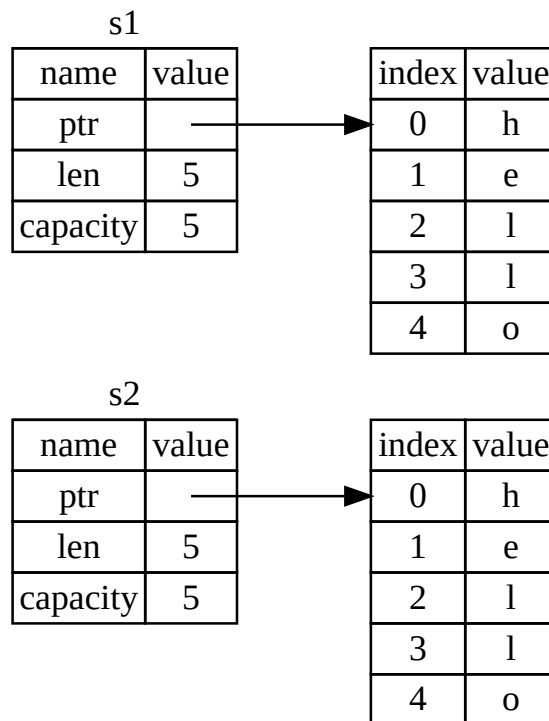 s1
name value
ptr
len 5
capacity 5
index value
0 h
1 e
2 l
3 l
4 o
s2
name value
ptr
len 5
capacity 5
index value
0 h
1 e
2 l
3 l
4 o